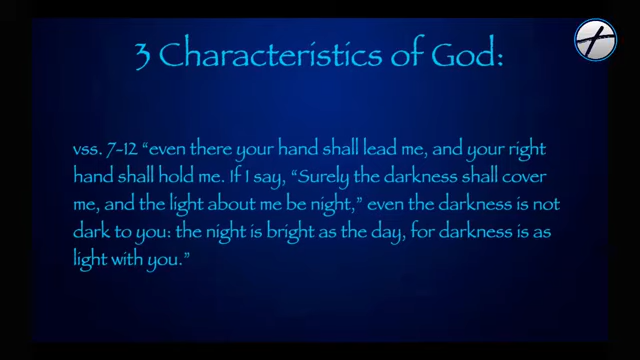 3 Characteristics of God:
vss. 7-12 “even there your hand shall lead me, and your right
hand shall hold me. If I say, “Surely the darkness shall cover
me, and the light about me be night,” even the darkness is not
dark to you: the night is bright as the day, for darkness is as
light with you.”